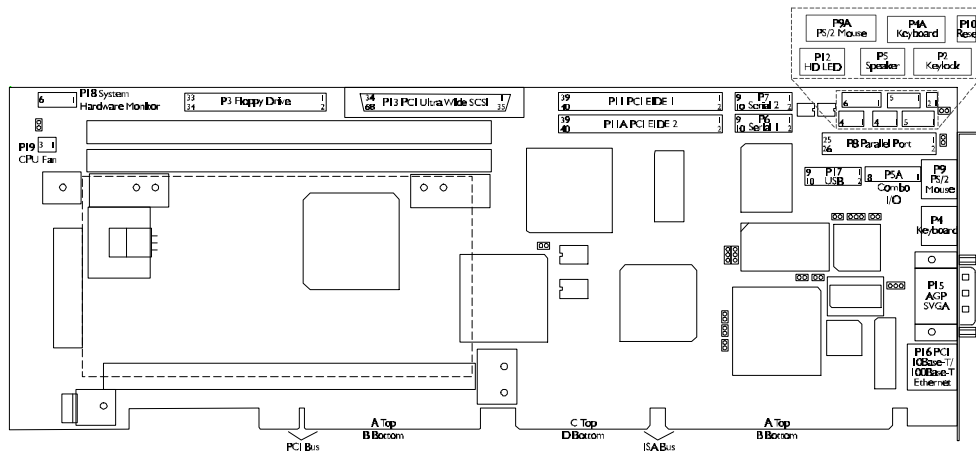 P9A
PS/2 Mouse
P4A
Keyboard
P10
Rese
P12
HD LED
P5
Speaker
P2
Keylock
6 1
P18 System
Hardware Monitor
33 1
34 2
P3 Floppy Drive
34 1
68 35
P13 PCI Ultra Wide SCSI
39 1
40 2
P11 PCI EIDE 1
9 1
10 2
P7
Serial 2
6 1
5 1
2 1
39 1
40 2
P11A PCI EIDE 2
9 1
10 2
P6
Serial 1
4 1
4 1
5 1
P19
3 1
CPU Fan
25 1
26 2
P8 Parallel Port
9 1
10 2
P17
USB
8 1
P5A
Combo
I/O
P9
PS/2
Mouse
P4
Keyboard
P15
AGP
SVGA
P16 PCI
10Base-T/
100Base-T
Ethernet
A Top
B Bottom
C Top
D Bottom
A Top
B Bottom
PCI Bus
ISA Bus